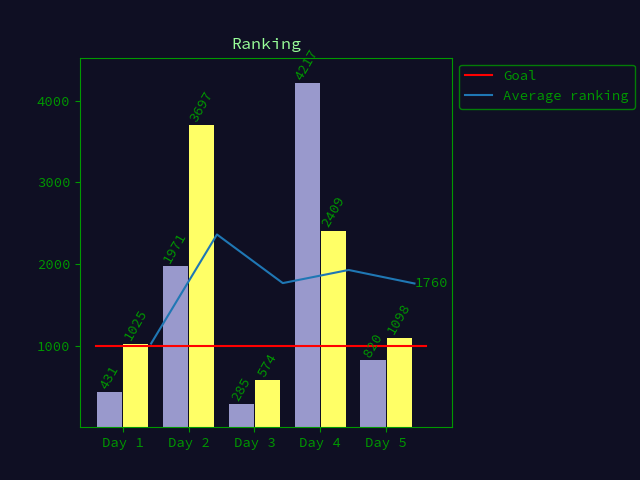 Ranking
Goal
Average ranking
4000
3000
2000
1000
431
1025
1971
3697
285
574
4217
2409
820
1098
1760
Day 1
Day 2
Day 3
Day 4
Day 5